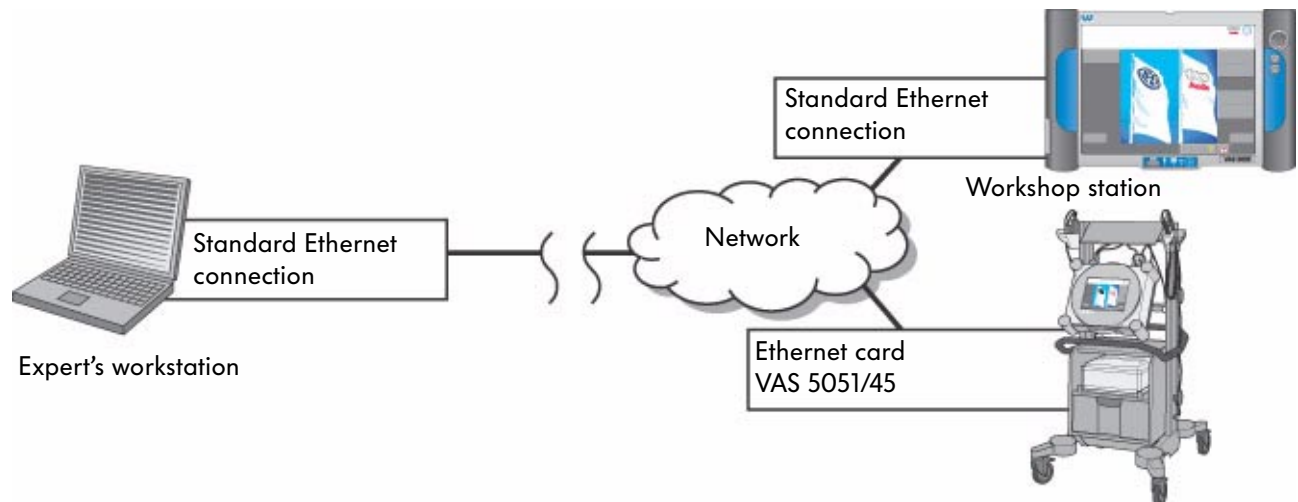 Standard Ethernet
connection
Workshop station
Standard Ethernet
connection
Network
Ethernet card
VAS 5051/45
Expert's workstation